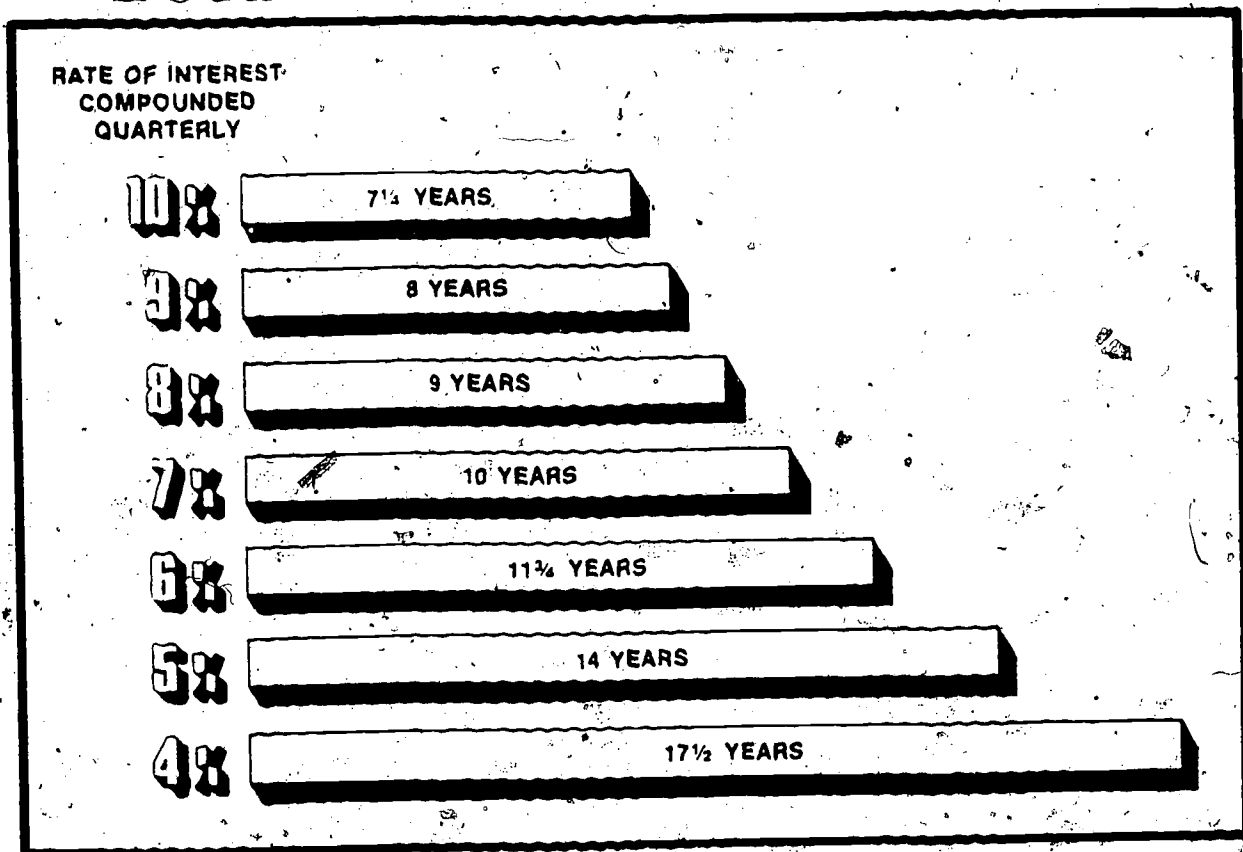 RATE OF INTEREST
COMPOUNDED
QUARTERLY
10% 7¼ YEARS
9% 8 YEARS
8% 9 YEARS
7% 10 YEARS
6% 11¾ YEARS
5% 14 YEARS
4% 17½ YEARS